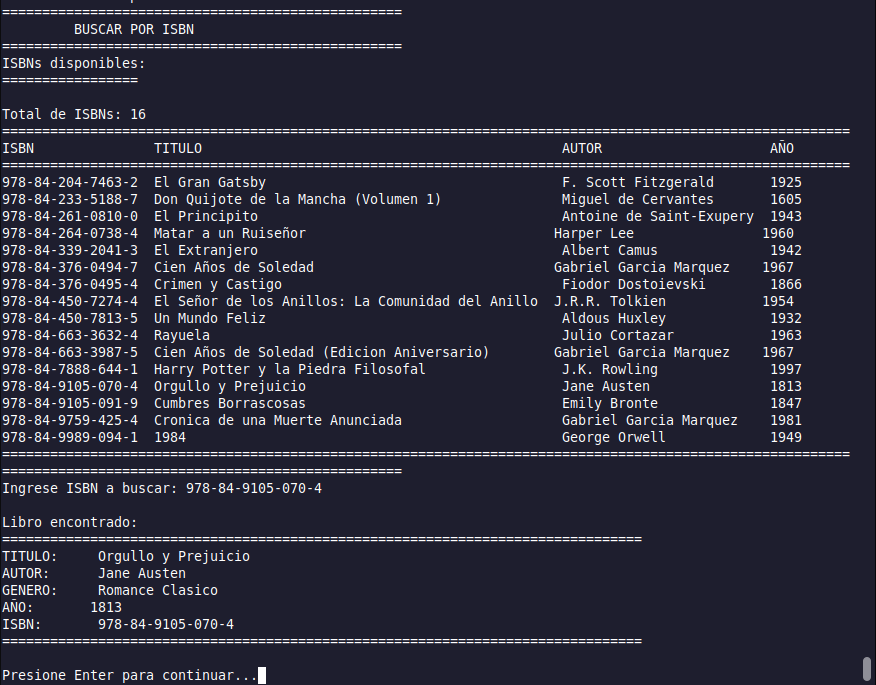 ==================================================
         BUSCAR POR ISBN
==================================================
ISBNs disponibles:
=================

Total de ISBNs: 16
==========================================================================================================
ISBN               TITULO                                             AUTOR                     AÑO
==========================================================================================================
978-84-204-7463-2  El Gran Gatsby                                     F. Scott Fitzgerald       1925
978-84-233-5188-7  Don Quijote de la Mancha (Volumen 1)               Miguel de Cervantes       1605
978-84-261-0810-0  El Principito                                      Antoine de Saint-Exupery  1943
978-84-264-0738-4  Matar a un Ruiseñor                               Harper Lee                1960
978-84-339-2041-3  El Extranjero                                      Albert Camus              1942
978-84-376-0494-7  Cien Años de Soledad                              Gabriel Garcia Marquez    1967
978-84-376-0495-4  Crimen y Castigo                                   Fiodor Dostoievski        1866
978-84-450-7274-4  El Señor de los Anillos: La Comunidad del Anillo  J.R.R. Tolkien            1954
978-84-450-7813-5  Un Mundo Feliz                                     Aldous Huxley             1932
978-84-663-3632-4  Rayuela                                            Julio Cortazar            1963
978-84-663-3987-5  Cien Años de Soledad (Edicion Aniversario)        Gabriel Garcia Marquez    1967
978-84-7888-644-1  Harry Potter y la Piedra Filosofal                 J.K. Rowling              1997
978-84-9105-070-4  Orgullo y Prejuicio                                Jane Austen               1813
978-84-9105-091-9  Cumbres Borrascosas                                Emily Bronte              1847
978-84-9759-425-4  Cronica de una Muerte Anunciada                    Gabriel Garcia Marquez    1981
978-84-9989-094-1  1984                                               George Orwell             1949
==========================================================================================================
==================================================
Ingrese ISBN a buscar: 978-84-9105-070-4

Libro encontrado:
================================================================================
TITULO:     Orgullo y Prejuicio
AUTOR:      Jane Austen
GENERO:     Romance Clasico
AÑO:       1813
ISBN:       978-84-9105-070-4
================================================================================

Presione Enter para continuar...